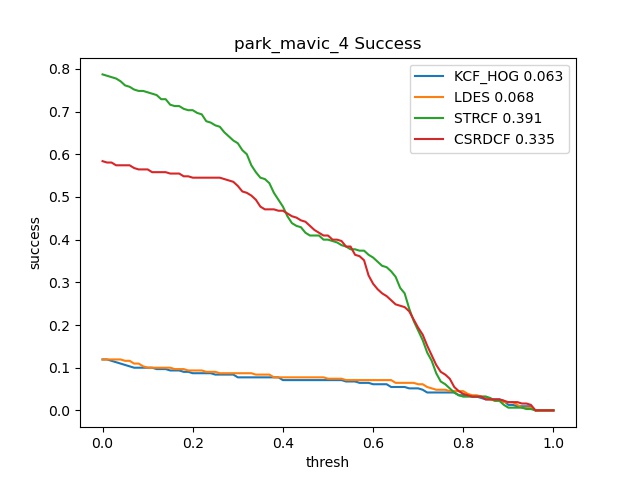 park_mavic_4 Success
KCF_HOG 0.063
LDES 0.068
STRCF 0.391
CSRDCF 0.335
success
0.8
0.7
0.6
0.5
0.4
0.3
0.2
0.1
0.0
0.0 0.2 0.4 0.6 0.8 1.0
thresh